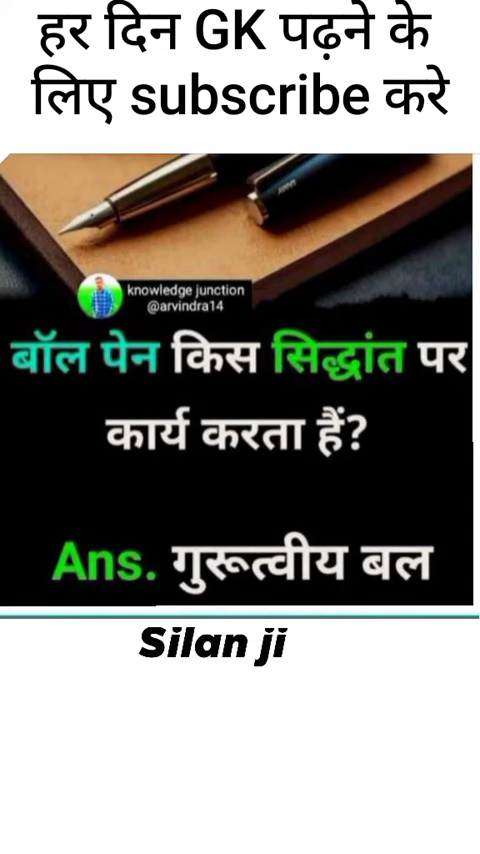 हर दिन GK पढ़ने के
लिए subscribe करे
knowledge junction
@arvindra14
बॉल पेन किस सिद्धांत पर
कार्य करता हैं?
Ans. गुरूत्वीय बल
Silan ji